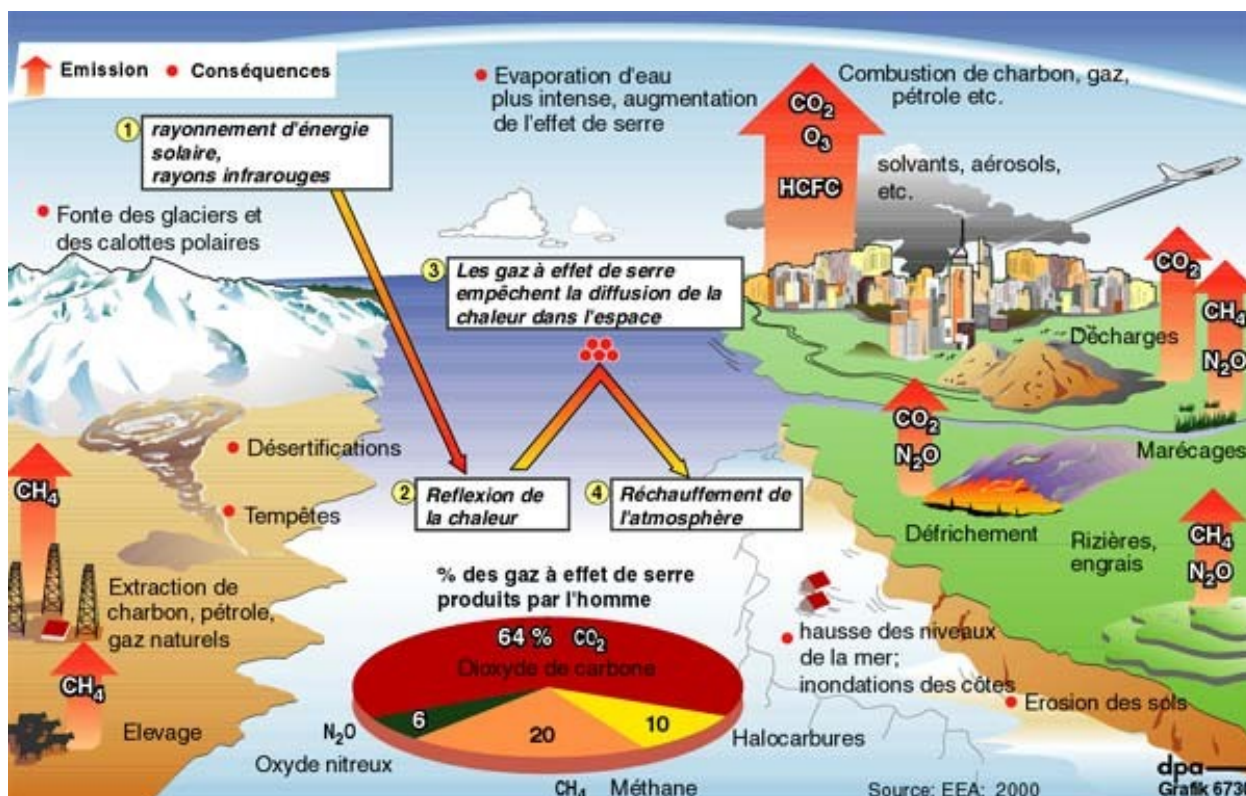 Emission
Conséquences
Evaporation d'eau
plus intense, augmentation
de l'effet de serre
CO2
O3
HCFC
Combustion de charbon, gaz,
pétrole etc.
solvants, aérosols,
etc.
1
rayonnement d'énergie
solaire,
rayons infrarouges
Fonte des glaciers et
des calottes polaires
3
Les gaz à effet de serre
empêchent la diffusion de la
chaleur dans l'espace
CO2
CH4
N2O
Décharges
CO2
N2O
Marécages
Désertifications
Tempêtes
CH4
2
Reflexion de
la chaleur
4
Réchauffement de
l'atmosphère
Défrichement
Rizières,
engrais
CH4
N2O
Extraction de
charbon, pétrole,
gaz naturels
CH4
Elevage
% des gaz à effet de serre
produits par l'homme
64 % CO2
Dioxyde de carbone
6
20
10
N2O
Oxyde nitreux
CH4 Méthane
Halocarbures
hausse des niveaux
de la mer;
inondations des côtes
Erosion des sols
Source: EEA; 2000
dpa
Grafik 6730